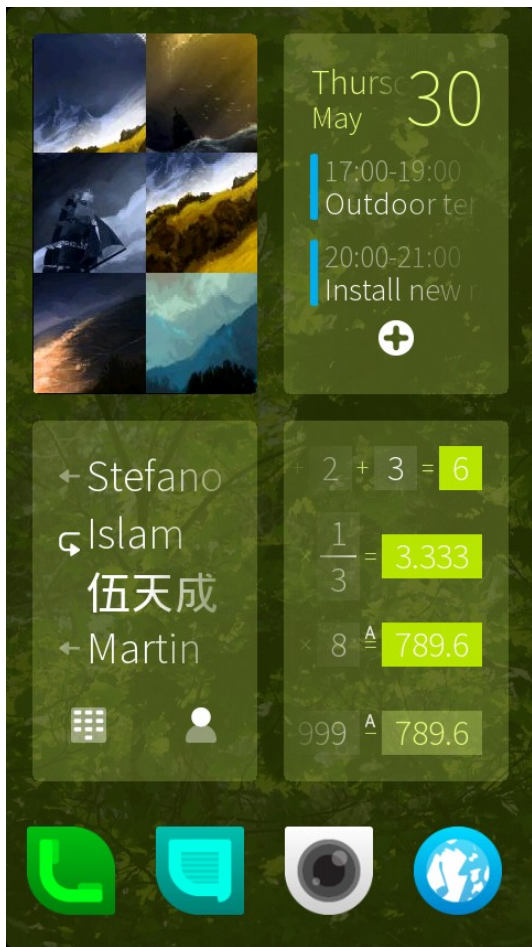 Thursd
May
30
17:00-19:00
Outdoor te
20:00-21:00
Install new
← Stefano
Islam
伍天成
← Martin
+ 2 + 3 = 6
× 1/3 = 3.333
× 8 A= 789.6
999 A= 789.6